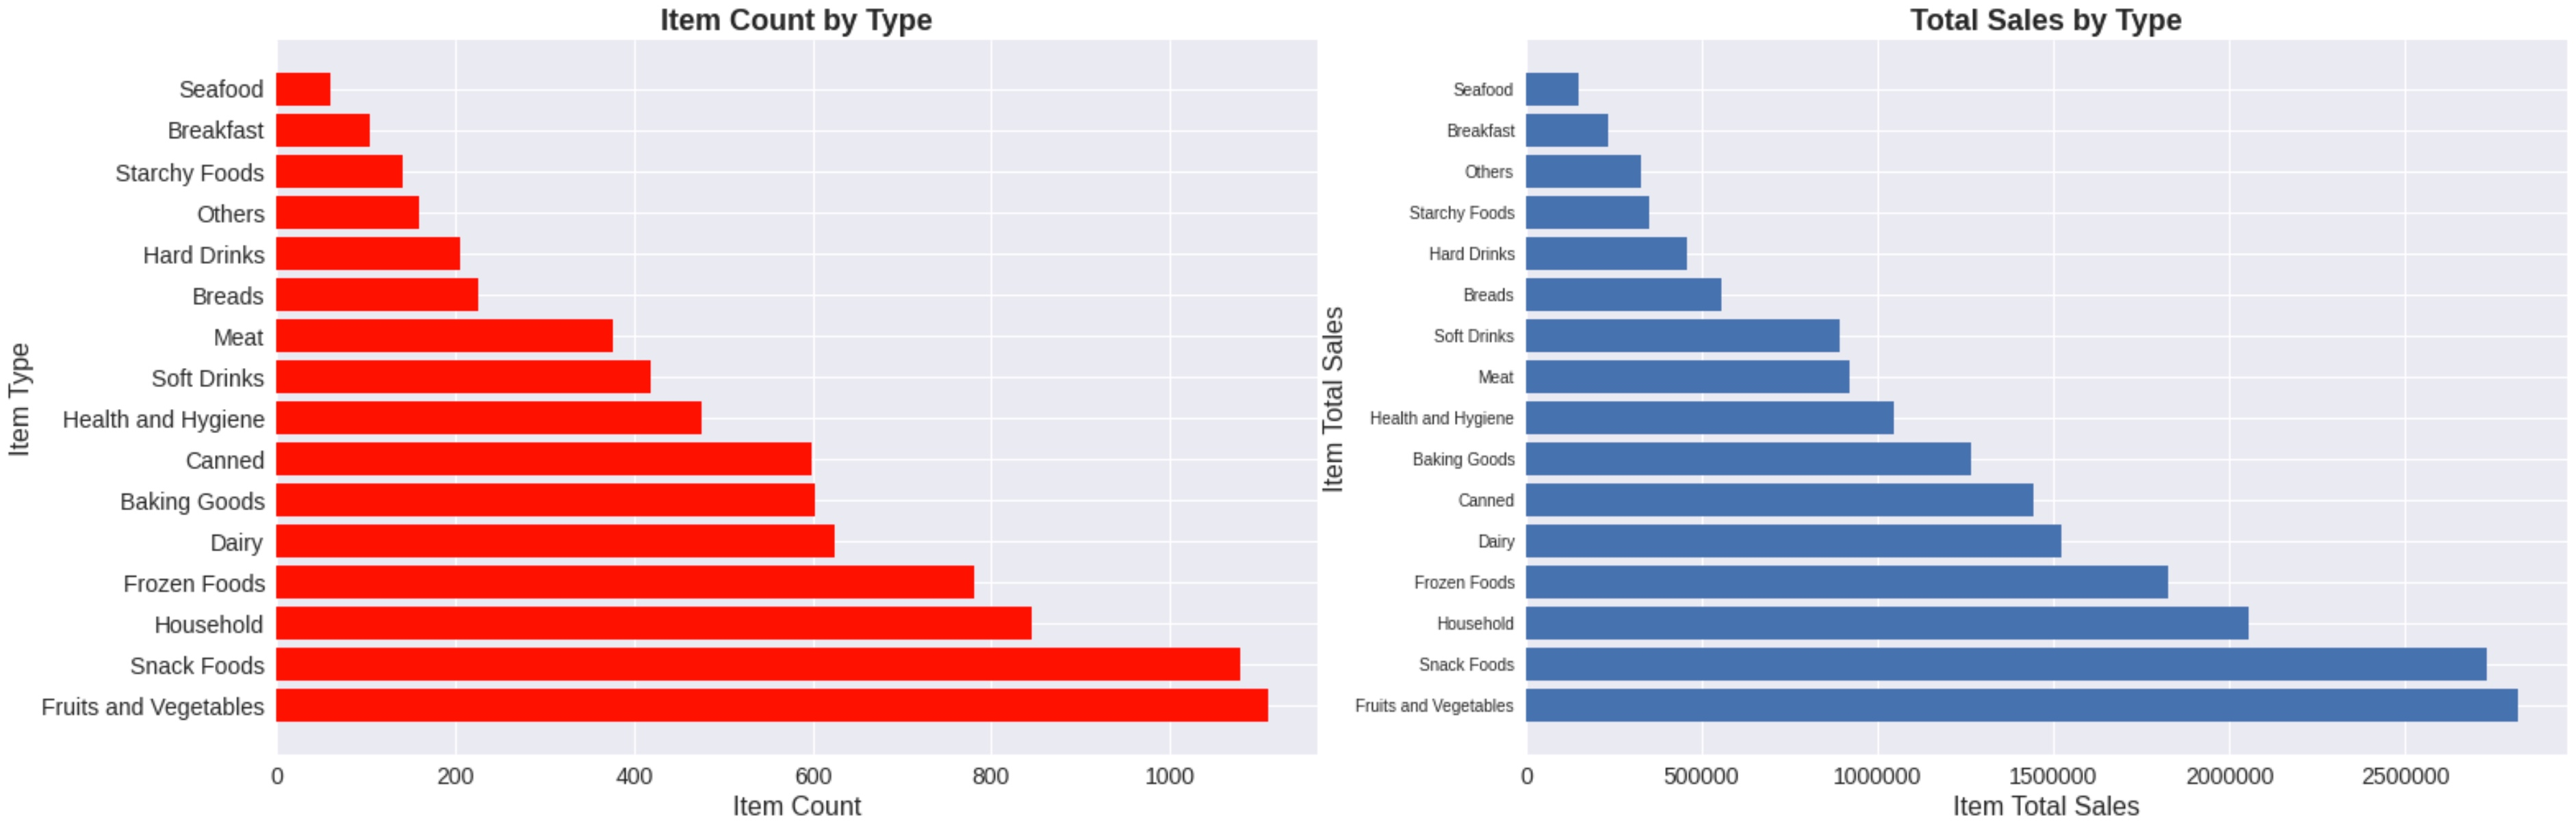 Item Count by Type
Item Type
Seafood
Breakfast
Starchy Foods
Others
Hard Drinks
Breads
Meat
Soft Drinks
Health and Hygiene
Canned
Baking Goods
Dairy
Frozen Foods
Household
Snack Foods
Fruits and Vegetables
0 200 400 600 800 1000
Item Count
Total Sales by Type
Item Total Sales
Seafood
Breakfast
Others
Starchy Foods
Hard Drinks
Breads
Soft Drinks
Meat
Health and Hygiene
Baking Goods
Canned
Dairy
Frozen Foods
Household
Snack Foods
Fruits and Vegetables
0 500000 1000000 1500000 2000000 2500000
Item Total Sales